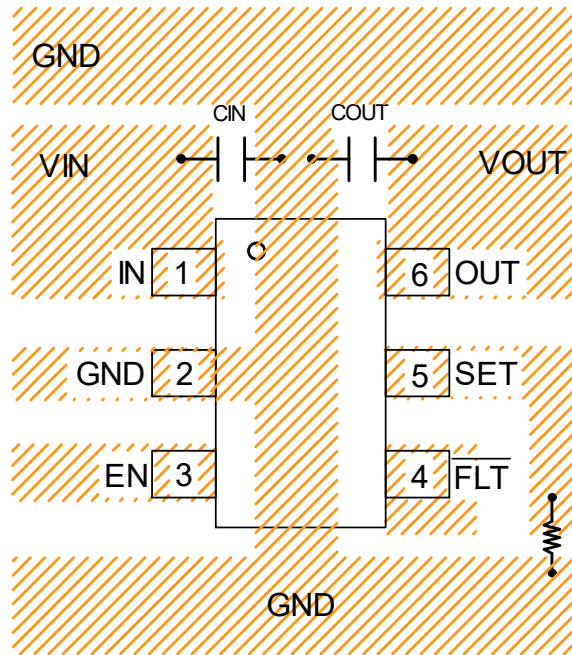 GND
CIN COUT
VIN VOUT
IN 1 6 OUT
GND 2 5 SET
EN 3 4 FLT
GND